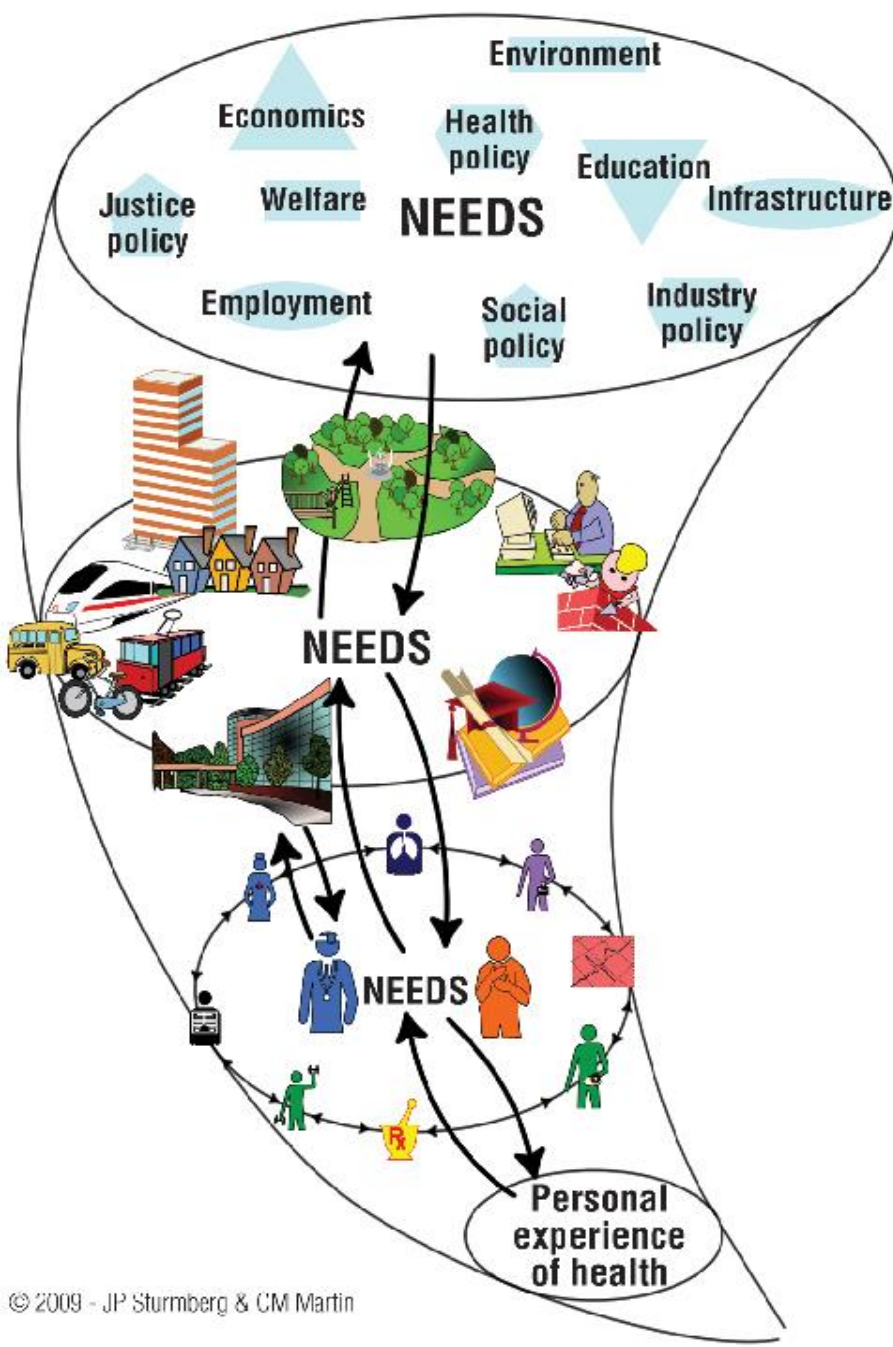 Environment
Economics
Health
policy
Education
Justice
policy
Welfare
NEEDS
Infrastructure
Employment
Social
policy
Industry
policy
NEEDS
NEEDS
Rx
Personal
experience
of health
© 2009 - JP Sturmberg & CM Martin